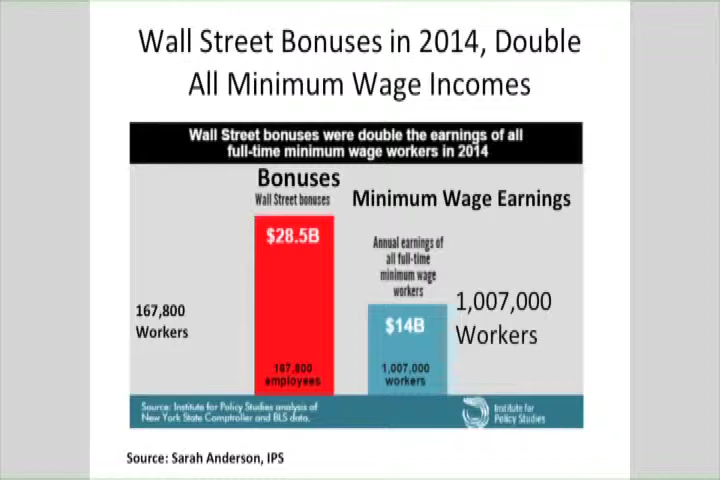 Wall Street Bonuses in 2014, Double
All Minimum Wage Incomes
Wall Street bonuses were double the earnings of all
full-time minimum wage workers in 2014
Bonuses
Wall Street bonuses
Minimum Wage Earnings
$28.5B
Annual earnings of
all full-time
minimum wage
workers
167,800
Workers
$14B
1,007,000
Workers
167,800
employees
1,007,000
workers
Source: Institute for Policy Studies analysis of
New York State Comptroller and BLS data.
Institute for
Policy Studies
Source: Sarah Anderson, IPS